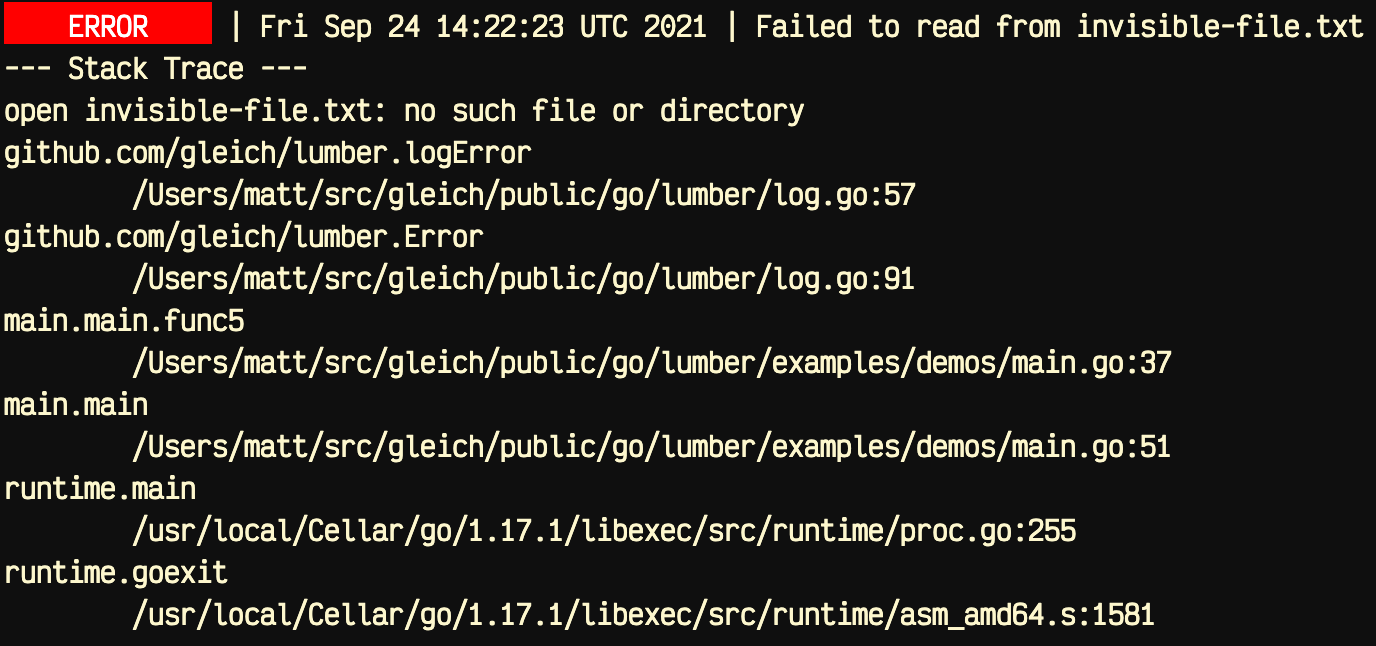 ERROR | Fri Sep 24 14:22:23 UTC 2021 | Failed to read from invisible-file.txt
--- Stack Trace ---
open invisible-file.txt: no such file or directory
github.com/gleich/lumber.logError
        /Users/matt/src/gleich/public/go/lumber/log.go:57
github.com/gleich/lumber.Error
        /Users/matt/src/gleich/public/go/lumber/log.go:91
main.main.func5
        /Users/matt/src/gleich/public/go/lumber/examples/demos/main.go:37
main.main
        /Users/matt/src/gleich/public/go/lumber/examples/demos/main.go:51
runtime.main
        /usr/local/Cellar/go/1.17.1/libexec/src/runtime/proc.go:255
runtime.goexit
        /usr/local/Cellar/go/1.17.1/libexec/src/runtime/asm_amd64.s:1581